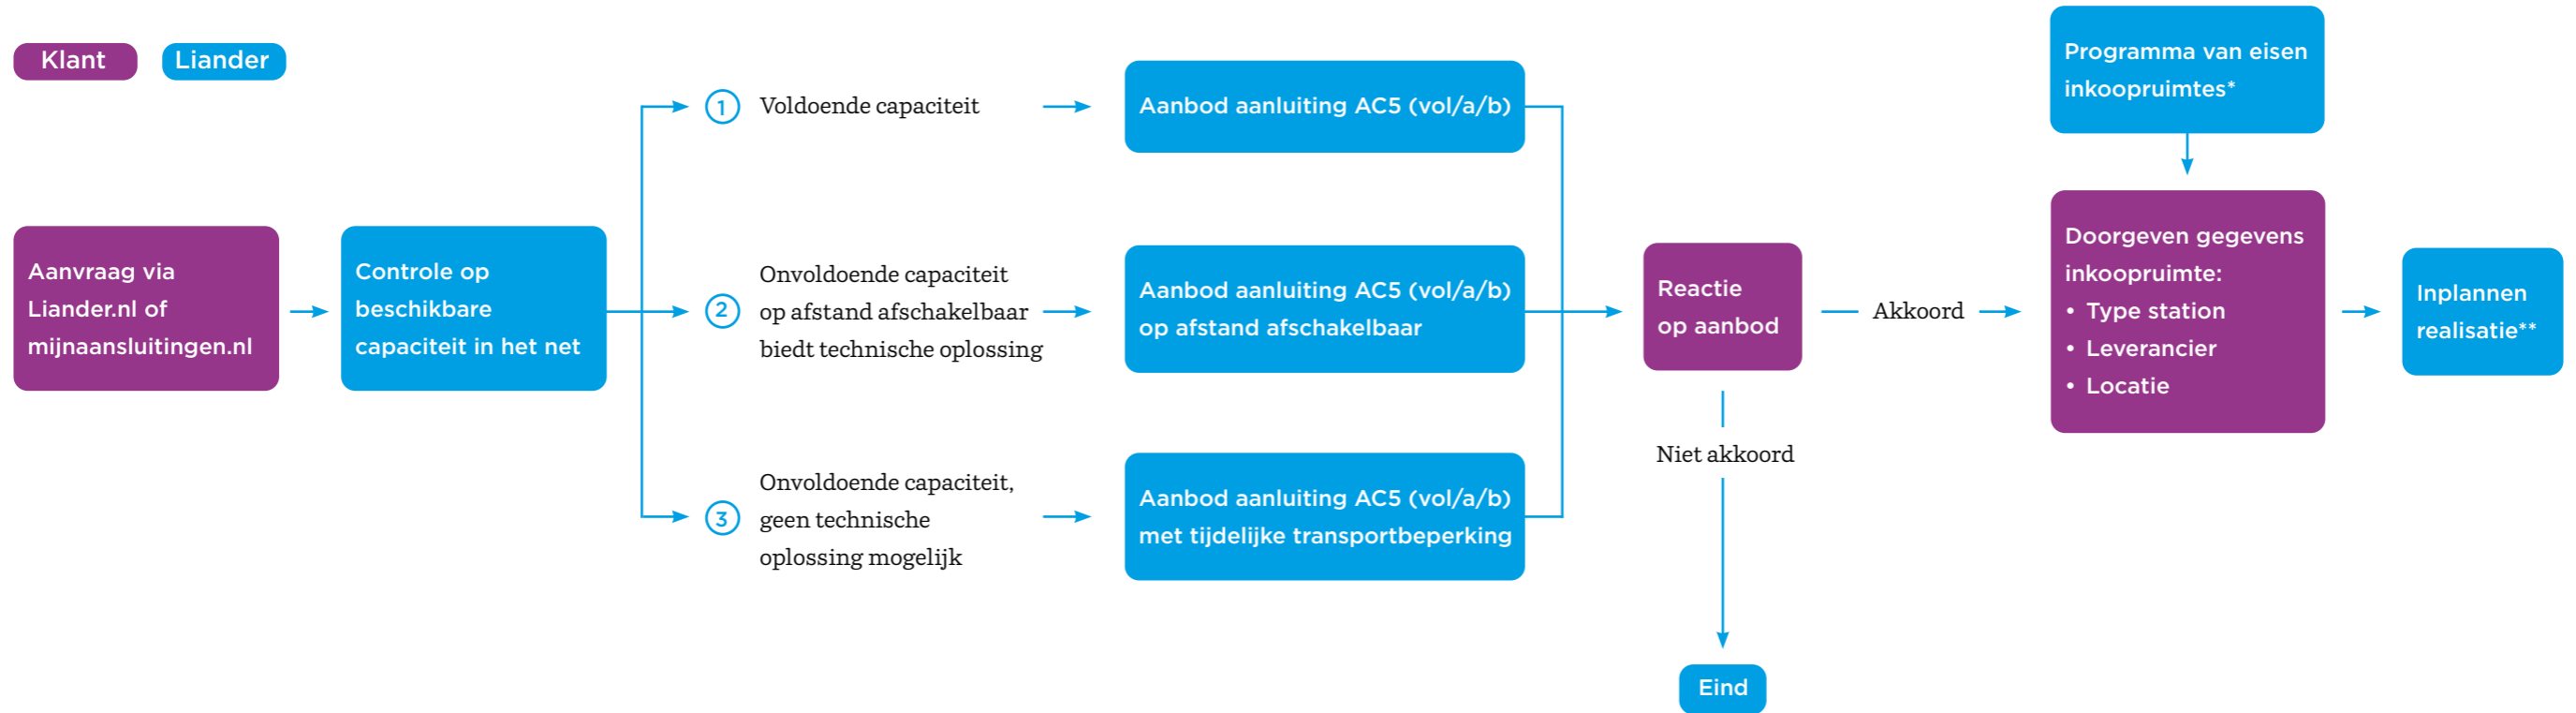 Klant
Liander
Aanvraag via
Liander.nl of
mijnaansluitingen.nl
Controle op
beschikbare
capaciteit in het net
1
Voldoende capaciteit
Aanbod aanluiting AC5 (vol/a/b)
2
Onvoldoende capaciteit
op afstand afschakelbaar
biedt technische oplossing
Aanbod aanluiting AC5 (vol/a/b)
op afstand afschakelbaar
3
Onvoldoende capaciteit,
geen technische
oplossing mogelijk
Aanbod aanluiting AC5 (vol/a/b)
met tijdelijke transportbeperking
Reactie
op aanbod
Niet akkoord
Eind
Akkoord
Programma van eisen
inkoopruimtes*
Doorgeven gegevens
inkoopruimte:
• Type station
• Leverancier
• Locatie
Inplannen
realisatie**